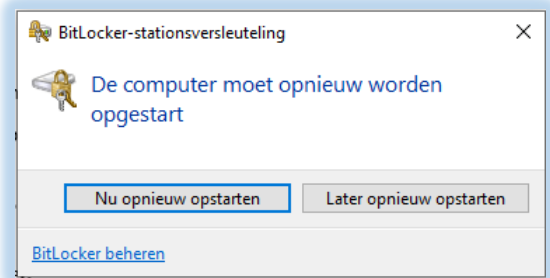 BitLocker-stationsversleuteling
De computer moet opnieuw worden
opgestart
Nu opnieuw opstarten
Later opnieuw opstarten
BitLocker beheren